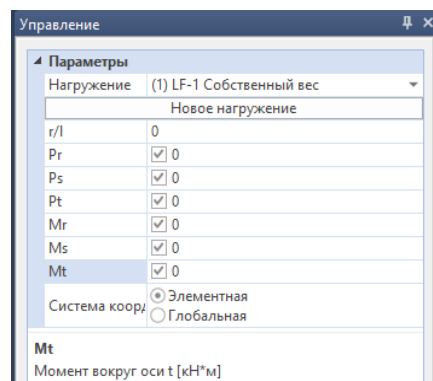 Управление
Параметры
Нагружение (1) LF-1 Собственный вес
Новое нагружение
r/l 0
Pr 0
Ps 0
Pt 0
Mr 0
Ms 0
Mt 0
Система коорд Элементная
Глобальная
Mt
Момент вокруг оси t [кН*м]